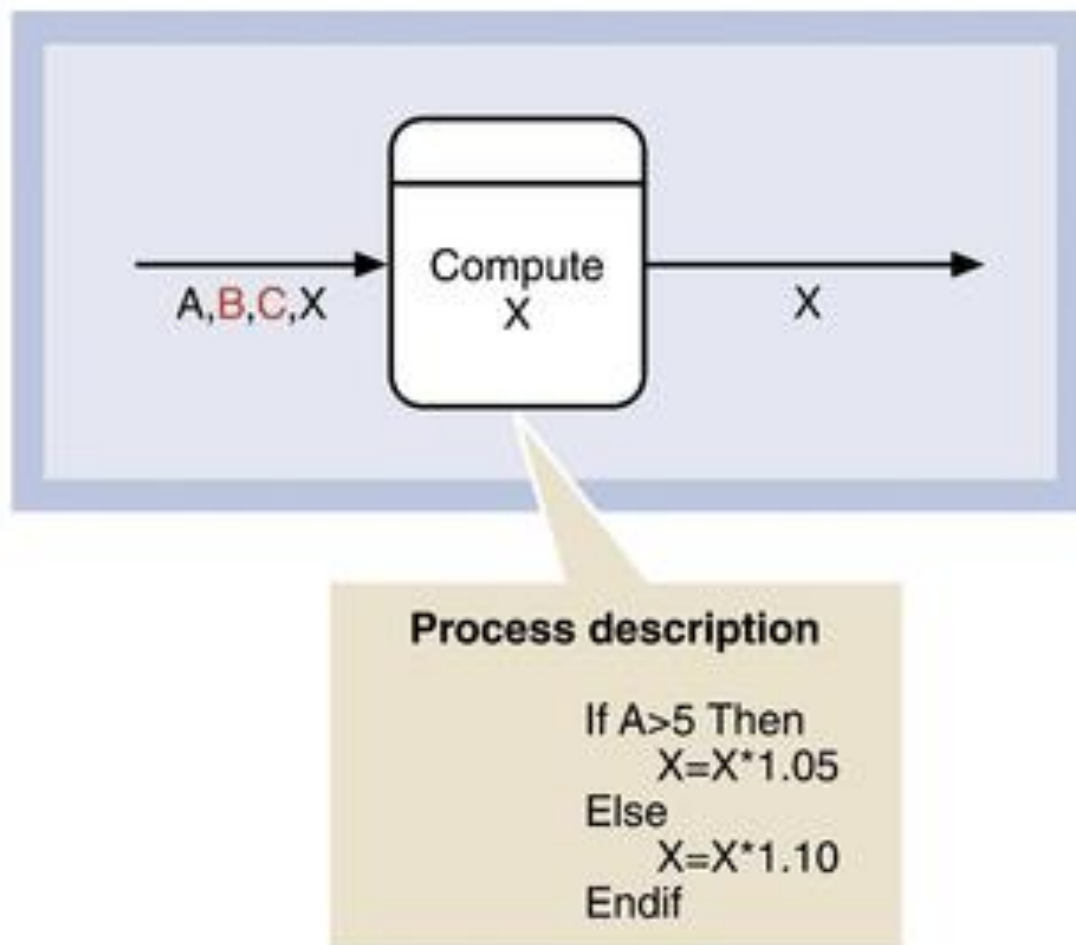 Compute
X
A,B,C,X
X
Process description
If A>5 Then
X=X*1.05
Else
X=X*1.10
Endif